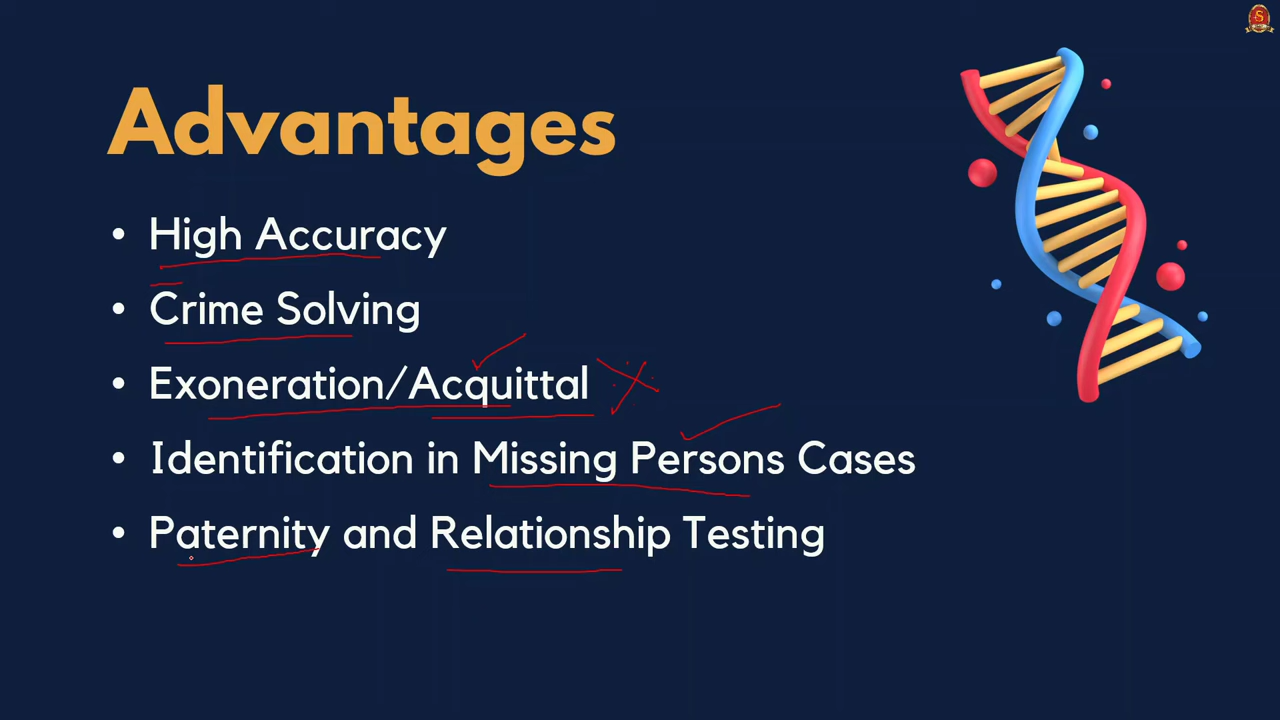 Advantages
• High Accuracy
• Crime Solving
• Exoneration/Acquittal
• Identification in Missing Persons Cases
• Paternity and Relationship Testing